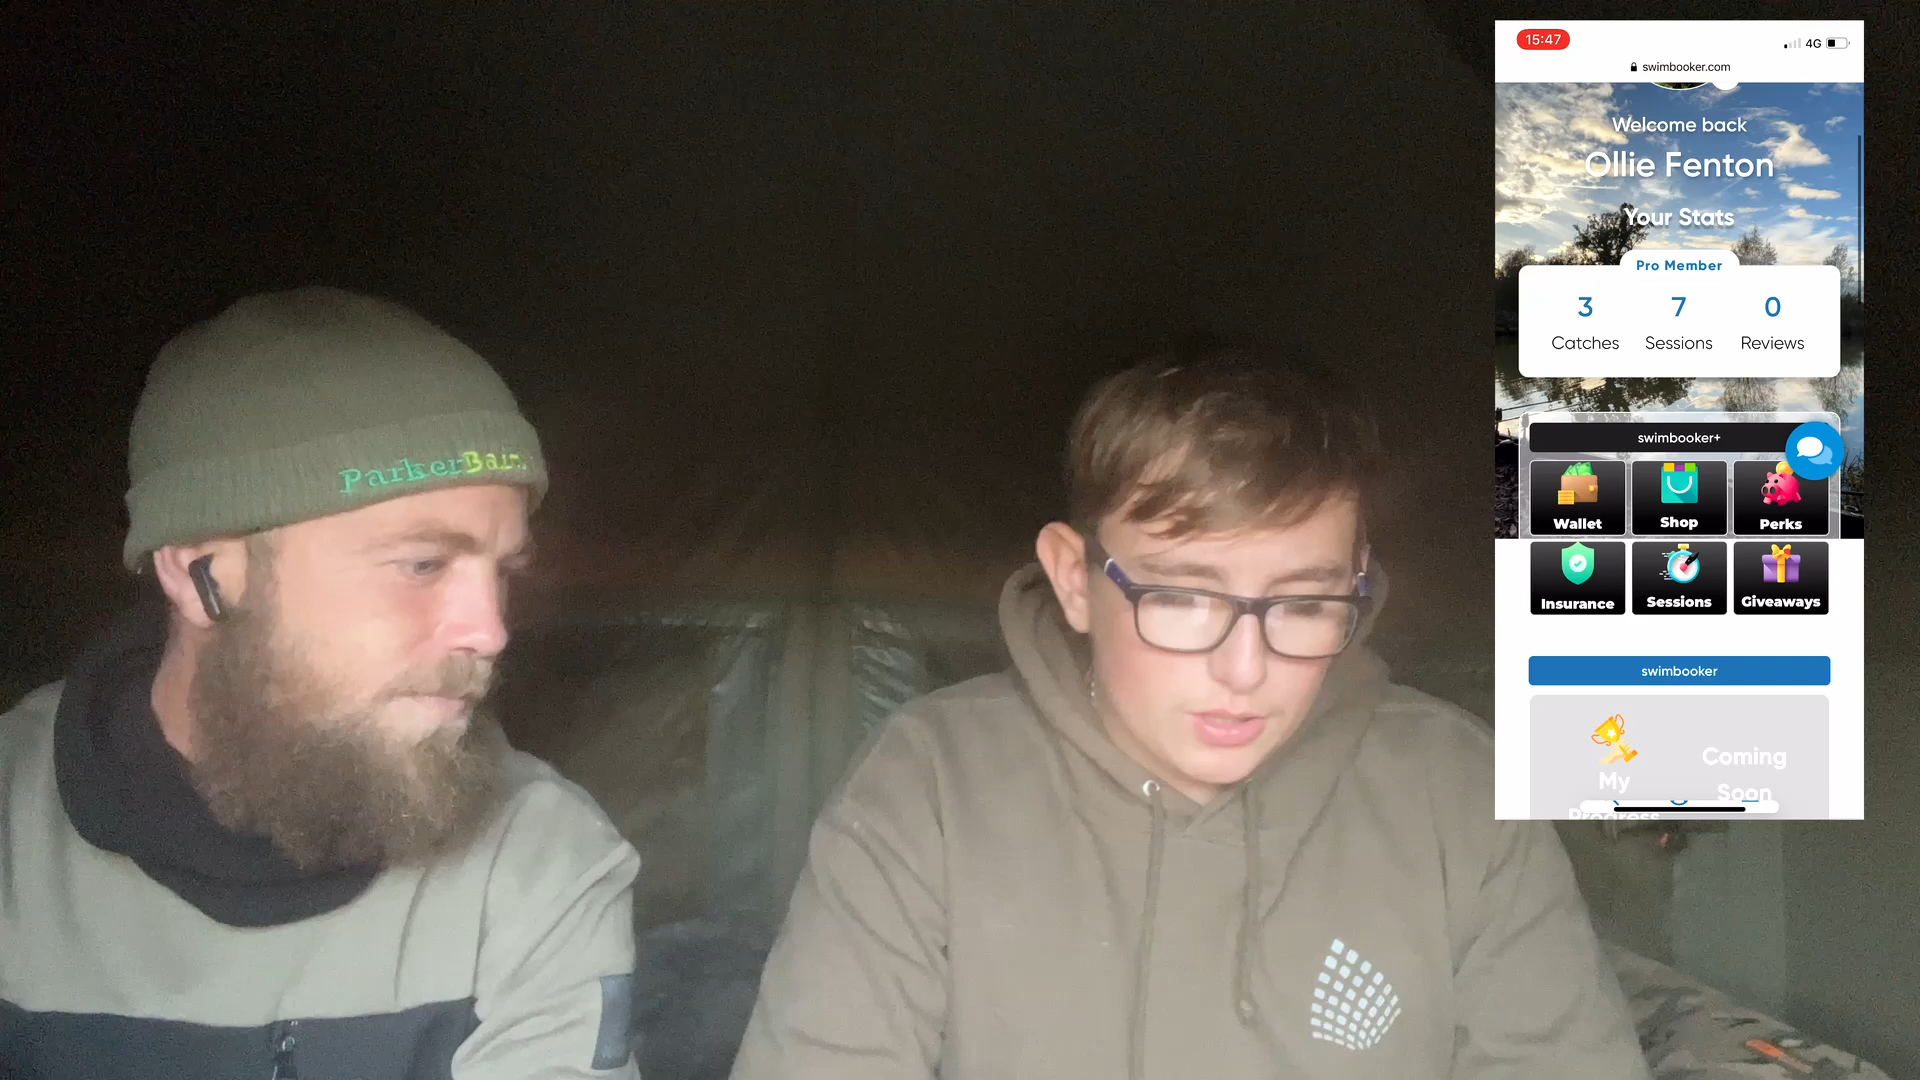 15:47
4G
swimbooker.com
Welcome back
Ollie Fenton
Your Stats
Pro Member
3 7 0
Catches Sessions Reviews
swimbooker+
Wallet Shop Perks
Insurance Sessions Giveaways
swimbooker
My
Coming
Soon
Progress